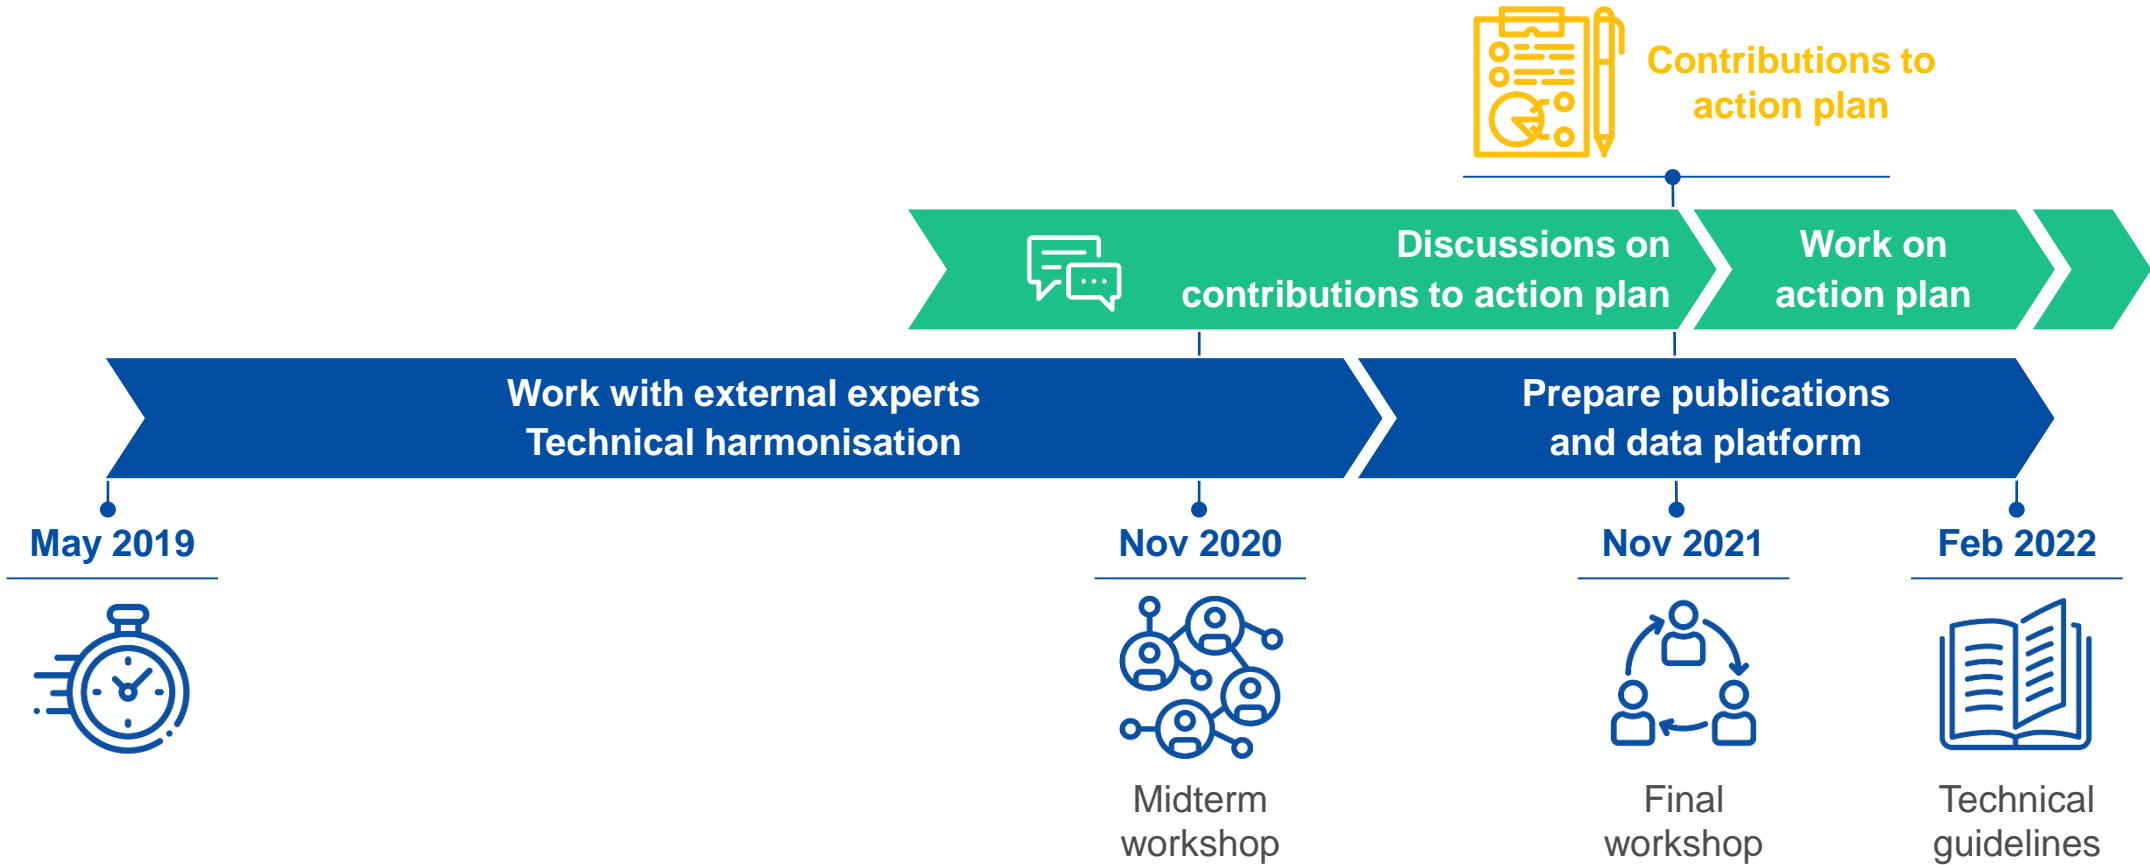 Contributions to
action plan
Discussions on
contributions to action plan
Work on
action plan
Work with external experts
Technical harmonisation
Prepare publications
and data platform
May 2019
Nov 2020
Nov 2021
Feb 2022
Midterm
workshop
Final
workshop
Technical
guidelines